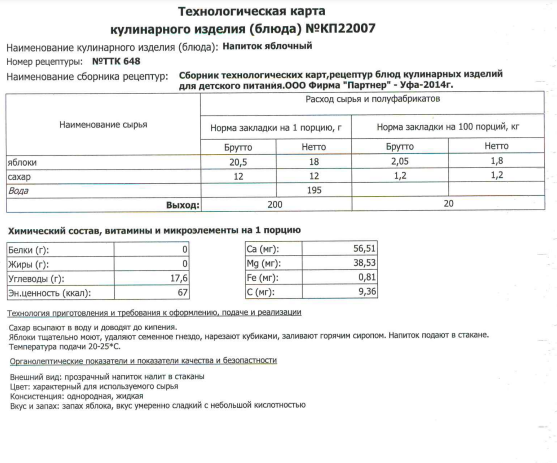 Технологическая карта
кулинарного изделия (блюда) №КП22007
Наименование кулинарного изделия (блюда): Напиток яблочный
Номер рецептуры: №ТТК 648
Наименование сборника рецептур: Сборник технологических карт,рецептур блюд кулинарных изделий
для детского питания.ООО Фирма "Партнер" - Уфа-2014г.
Наименование сырья Расход сырья и полуфабрикатов
Норма закладки на 1 порцию, г Норма закладки на 100 порций, кг
Брутто Нетто Брутто Нетто
яблоки 20,5 18 2,05 1,8
сахар 12 12 1,2 1,2
Вода 195
Выход: 200 20
Химический состав, витамины и микроэлементы на 1 порцию
Белки (г): 0 Ca (мг): 56,51
Жиры (г): 0 Mg (мг): 38,53
Углеводы (г): 17,6 Fe (мг): 0,81
Эн.ценность (ккал): 67 C (мг): 9,36
Технология приготовления и требования к оформлению, подаче и реализации
Сахар всыпают в воду и доводят до кипения.
Яблоки тщательно моют, удаляют семенное гнездо, нарезают кубиками, заливают горячим сиропом. Напиток подают в стакане.
Температура подачи 20-25*С.
Органолептические показатели и показатели качества и безопастности
Внешний вид: прозрачный напиток налит в стаканы
Цвет: характерный для используемого сырья
Консистенция: однородная, жидкая
Вкус и запах: запах яблока, вкус умеренно сладкий с небольшой кислотностью